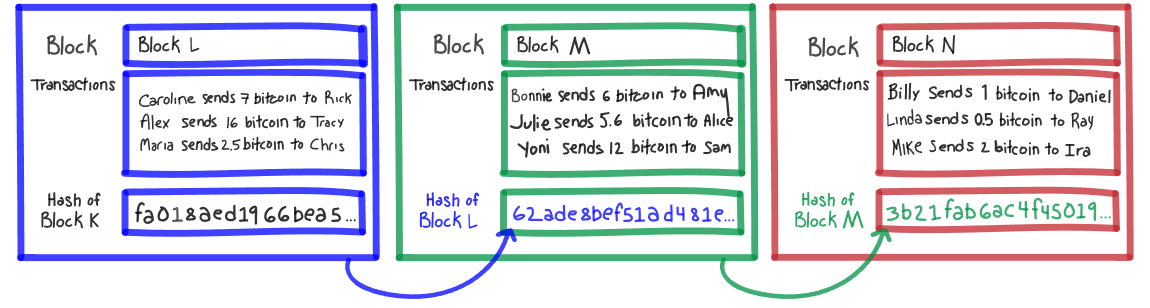 Block
Block L
Transactions
Caroline sends 7 bitcoin to Rick
Alex sends 16 bitcoin to Tracy
Maria sends 2.5 bitcoin to Chris
Hash of
Block K
fa018aed1966bea5...
Block
Block M
Transactions
Bonnie sends 6 bitcoin to Amy
Julie sends 5.6 bitcoin to Alice
Yoni sends 12 bitcoin to Sam
Hash of
Block L
62ade8bef51ad481e...
Block
Block N
Transactions
Billy Sends 1 bitcoin to Daniel
Linda sends 0.5 bitcoin to Ray
Mike Sends 2 bitcoin to Ira
Hash of
Block M
3b21fab6ac4f45019...